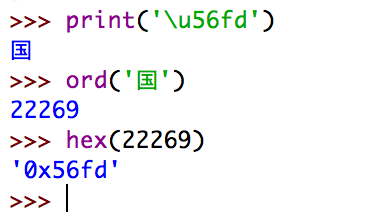 >>> print('\u56fd')
国
>>> ord('国')
22269
>>> hex(22269)
'0x56fd'
>>>